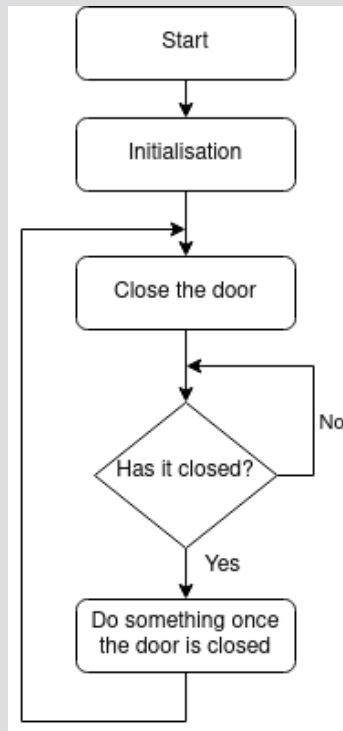 Start
Initialisation
Close the door
Has it closed?
No
Yes
Do something once
the door is closed